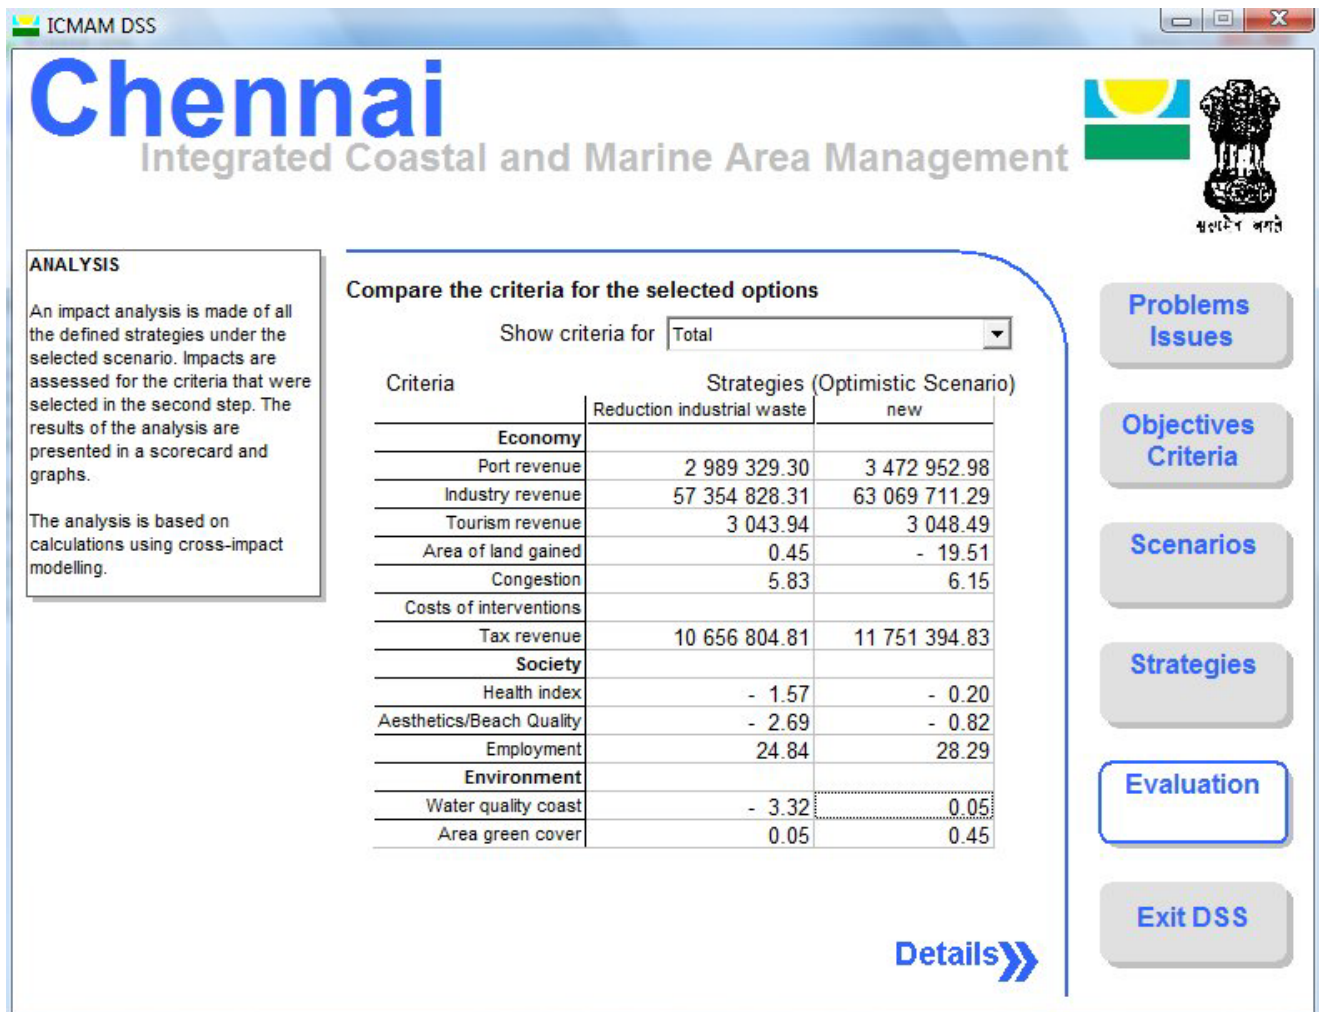 ICMAM DSS
Chennai
Integrated Coastal and Marine Area Management
ANALYSIS
An impact analysis is made of all
the defined strategies under the
selected scenario. Impacts are
assessed for the criteria that were
selected in the second step. The
results of the analysis are
presented in a scorecard and
graphs.
The analysis is based on
calculations using cross-impact
modelling.
Compare the criteria for the selected options
Show criteria for Total
Criteria Strategies (Optimistic Scenario)
Reduction industrial waste new
Economy
Port revenue 2 989 329.30 3 472 952.98
Industry revenue 57 354 828.31 63 069 711.29
Tourism revenue 3 043.94 3 048.49
Area of land gained 0.45 - 19.51
Congestion 5.83 6.15
Costs of interventions
Tax revenue 10 656 804.81 11 751 394.83
Society
Health index - 1.57 - 0.20
Aesthetics/Beach Quality - 2.69 - 0.82
Employment 24.84 28.29
Environment
Water quality coast - 3.32 0.05
Area green cover 0.05 0.45
Details
Problems
Issues
Objectives
Criteria
Scenarios
Strategies
Evaluation
Exit DSS